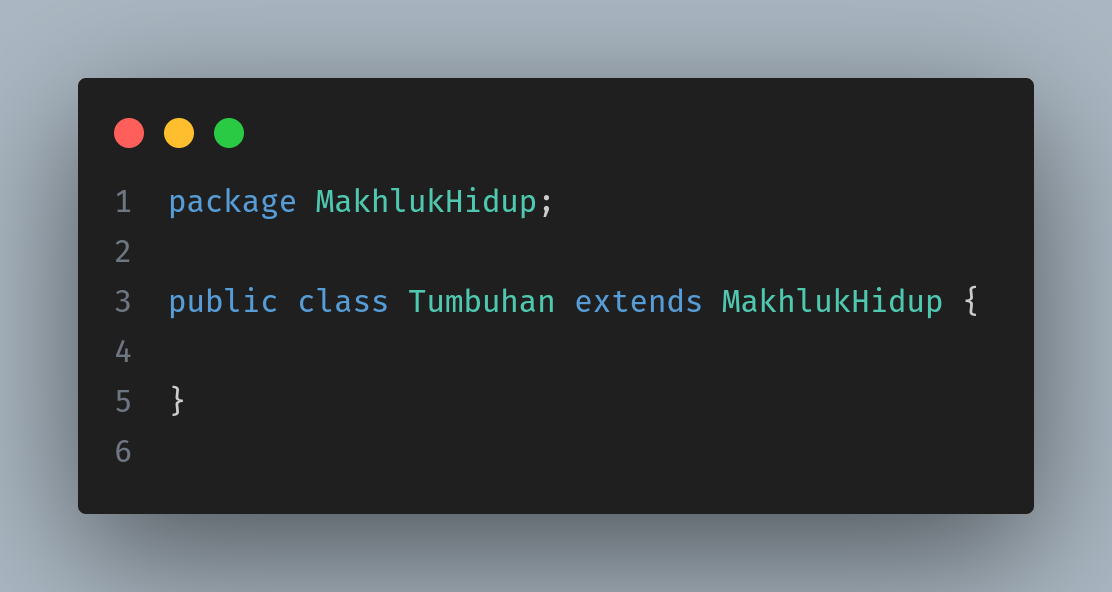 1 package MakhlukHidup;
2
3 public class Tumbuhan extends MakhlukHidup {
4
5 }
6